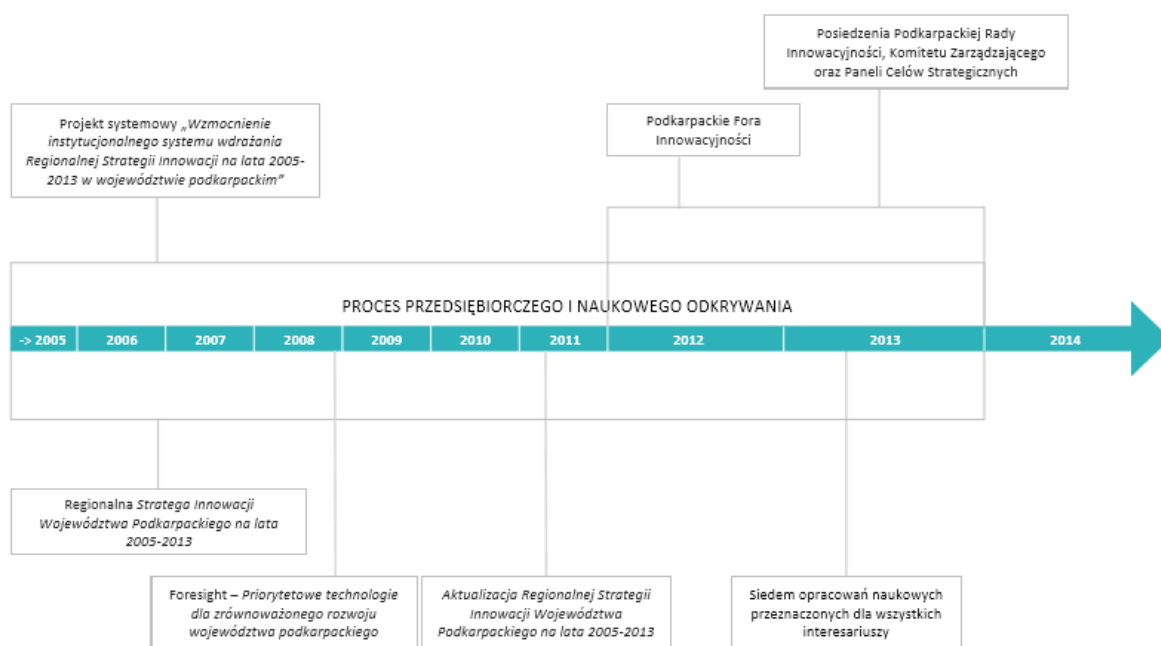 Posiedzenia Podkarpackiej Rady
Innowacyjności, Komitetu Zarządzającego
oraz Paneli Celów Strategicznych
Projekt systemowy „Wzmocnienie
instytucjonalnego systemu wdrażania
Regionalnej Strategii Innowacji na lata 2005-
2013 w województwie podkarpackim”
Podkarpackie Fora
Innowacyjności
PROCES PRZEDSIĘBIORCZEGO I NAUKOWEGO ODKRYWANIA
-> 2005 2006 2007 2008 2009 2010 2011 2012 2013 2014
Regionalna Stratega Innowacji
Województwa Podkarpackiego na lata
2005-2013
Foresight – Priorytetowe technologie
dla zrównoważonego rozwoju
województwa podkarpackiego
Aktualizacja Regionalnej Strategii
Innowacji Województwa
Podkarpackiego na lata 2005-2013
Siedem opracowań naukowych
przeznaczonych dla wszystkich
interesariuszy